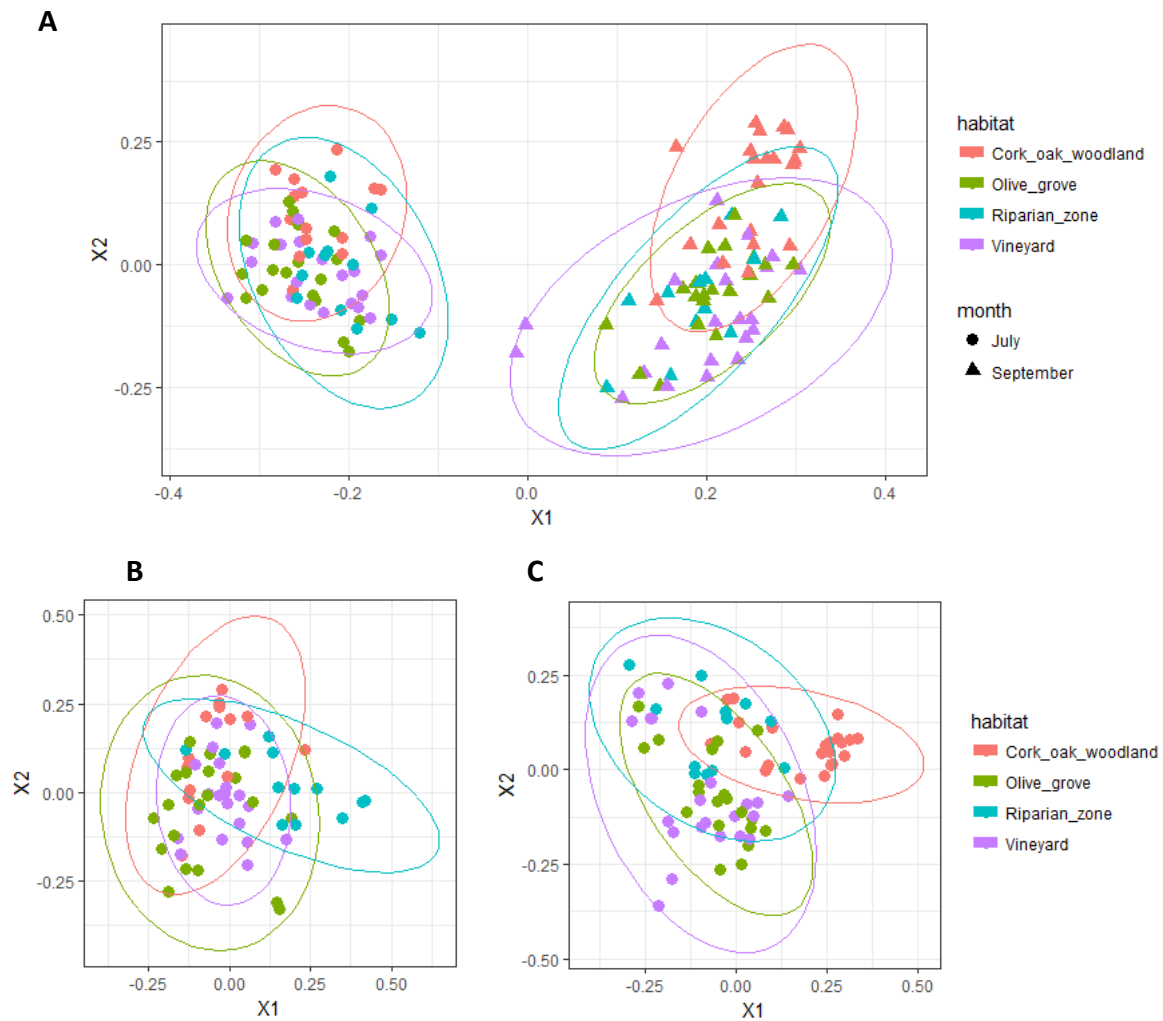 A
0.25
0.00
-0.25
X2
-0.4
-0.2
0.0
0.2
0.4
X1
habitat
Cork_oak_woodland
Olive_grove
Riparian_zone
Vineyard
month
July
September
B
0.50
0.25
0.00
-0.25
X2
-0.25
0.00
0.25
0.50
X1
C
0.25
0.00
-0.25
-0.50
X2
-0.25
0.00
0.25
0.50
X1
habitat
Cork_oak_woodland
Olive_grove
Riparian_zone
Vineyard